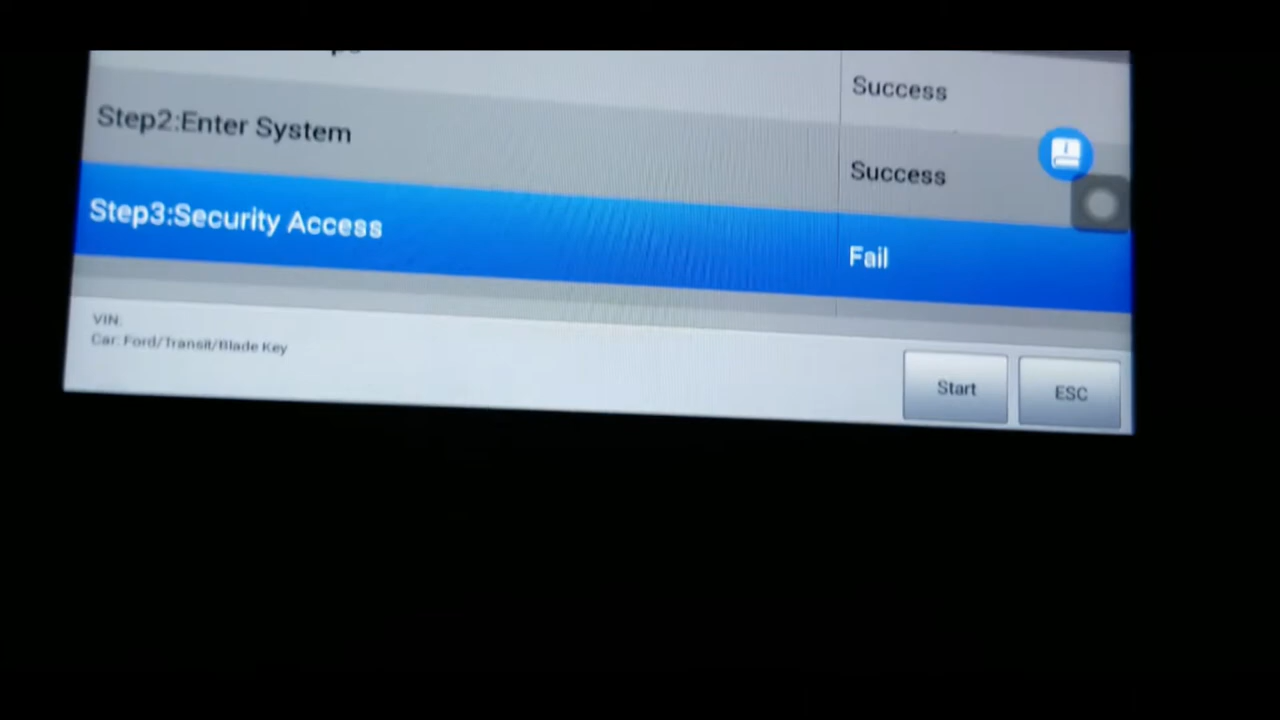 Success
Step2:Enter System
Success
Step3:Security Access
Fail
VIN:
Car: Ford/Transit/Blade Key
Start
ESC